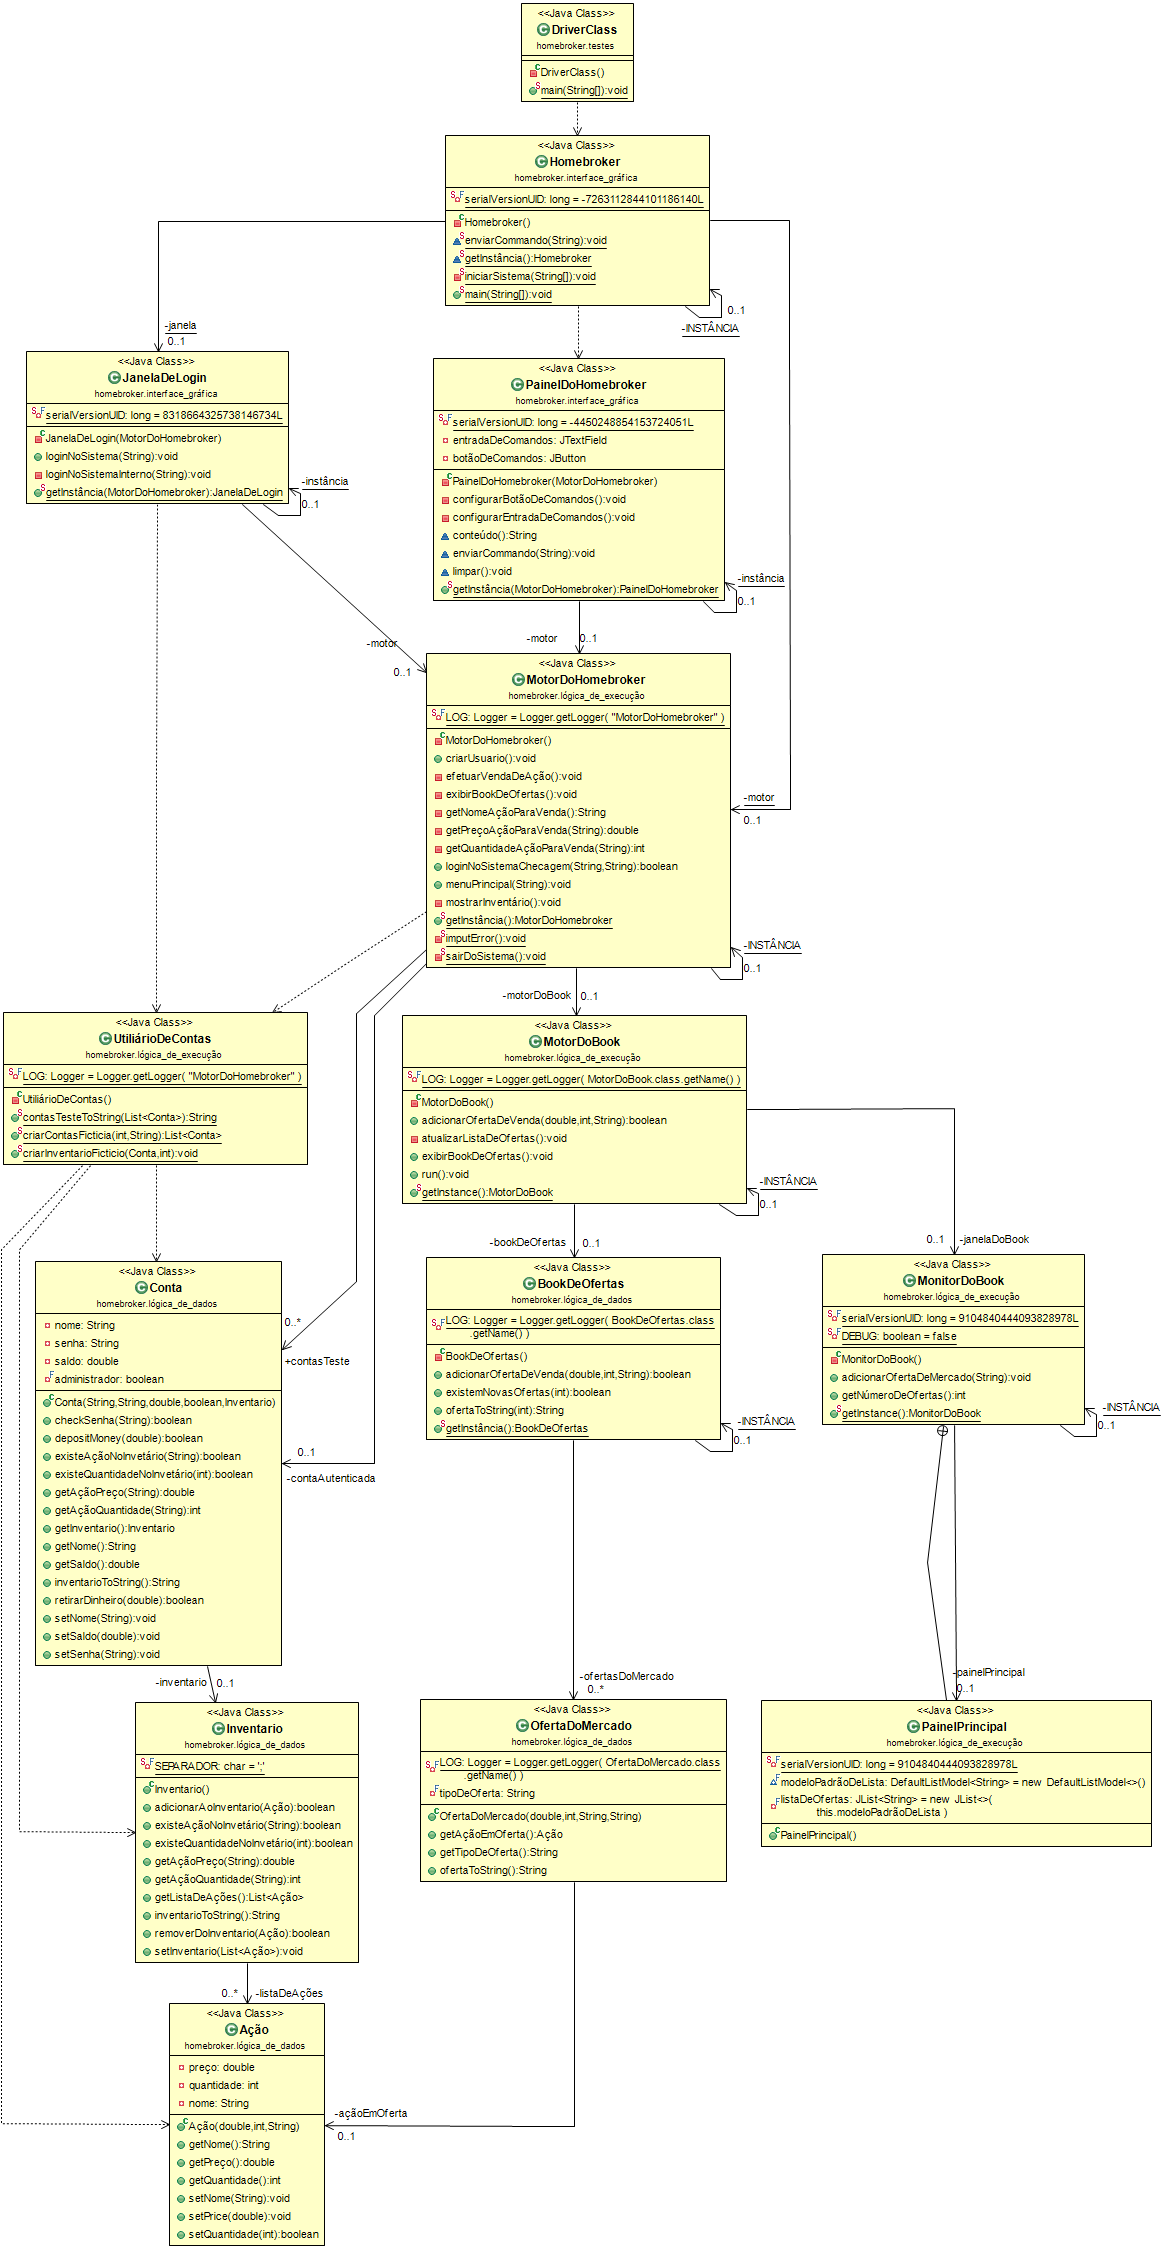 <<Java Class>>
DriverClass
homebroker.testes
DriverClass()
main(String[]):void
<<Java Class>>
Homebroker
homebroker.interface_gráfica
serialVersionUID: long = -7263112844101186140L
Homebroker()
enviarCommando(String):void
getInstância():Homebroker
iniciarSistema(String[]):void
main(String[]):void
0..1
-INSTÂNCIA
-janela
0..1
<<Java Class>>
JanelaDeLogin
homebroker.interface_gráfica
serialVersionUID: long = 8318664325738146734L
JanelaDeLogin(MotorDoHomebroker)
loginNoSistema(String):void
loginNoSistemaInterno(String):void
getInstância(MotorDoHomebroker):JanelaDeLogin
-instância
0..1
<<Java Class>>
PainelDoHomebroker
homebroker.interface_gráfica
serialVersionUID: long = -4450248854153724051L
entradaDeComandos: JTextField
botãoDeComandos: JButton
PainelDoHomebroker(MotorDoHomebroker)
configurarBotãoDeComandos():void
configurarEntradaDeComandos():void
conteúdo():String
enviarCommando(String):void
limpar():void
getInstância(MotorDoHomebroker):PainelDoHomebroker
-instância
0..1
-motor
0..1
-motor
0..1
<<Java Class>>
MotorDoHomebroker
homebroker.lógica_de_execução
LOG: Logger = Logger.getLogger( "MotorDoHomebroker" )
MotorDoHomebroker()
criarUsuario():void
efetuarVendaDeAção():void
exibirBookDeOfertas():void
getNomeAçãoParaVenda():String
getPreçoAçãoParaVenda(String):double
getQuantidadeAçãoParaVenda(String):int
loginNoSistemaChecagem(String,String):boolean
menuPrincipal(String):void
mostrarInventário():void
getInstância():MotorDoHomebroker
imputError():void
sairDoSistema():void
-motor
0..1
-INSTÂNCIA
0..1
-motorDoBook
0..1
<<Java Class>>
UtiliárioDeContas
homebroker.lógica_de_execução
LOG: Logger = Logger.getLogger( "MotorDoHomebroker" )
UtiliárioDeContas()
contasTesteToString(List<Conta>):String
criarContasFicticia(int,String):List<Conta>
criarInventarioFicticio(Conta,int):void
<<Java Class>>
MotorDoBook
homebroker.lógica_de_execução
LOG: Logger = Logger.getLogger( MotorDoBook.class.getName() )
MotorDoBook()
adicionarOfertaDeVenda(double,int,String):boolean
atualizarListaDeOfertas():void
exibirBookDeOfertas():void
run():void
getInstance():MotorDoBook
-INSTÂNCIA
0..1
-bookDeOfertas
0..1
0..1
-janelaDoBook
<<Java Class>>
Conta
homebroker.lógica_de_dados
nome: String
senha: String
saldo: double
administrador: boolean
Conta(String,String,double,boolean,Inventario)
checkSenha(String):boolean
depositMoney(double):boolean
existeAçãoNoInvetário(String):boolean
existeQuantidadeNoInvetário(int):boolean
getAçãoPreço(String):double
getAçãoQuantidade(String):int
getInventario():Inventario
getNome():String
getSaldo():double
inventarioToString():String
retirarDinheiro(double):boolean
setNome(String):void
setSaldo(double):void
setSenha(String):void
0..*
+contasTeste
0..1
-contaAutenticada
<<Java Class>>
BookDeOfertas
homebroker.lógica_de_dados
LOG: Logger = Logger.getLogger( BookDeOfertas.class
.getName() )
BookDeOfertas()
adicionarOfertaDeVenda(double,int,String):boolean
existemNovasOfertas(int):boolean
ofertaToString(int):String
getInstância():BookDeOfertas
-INSTÂNCIA
0..1
<<Java Class>>
MonitorDoBook
homebroker.lógica_de_execução
serialVersionUID: long = 9104840444093828978L
DEBUG: boolean = false
MonitorDoBook()
adicionarOfertaDeMercado(String):void
getNúmeroDeOfertas():int
getInstance():MonitorDoBook
-INSTÂNCIA
0..1
-inventario
0..1
-ofertasDoMercado
0..*
-painelPrincipal
0..1
<<Java Class>>
Inventario
homebroker.lógica_de_dados
SEPARADOR: char = ';'
Inventario()
adicionarAoInventario(Ação):boolean
existeAçãoNoInvetário(String):boolean
existeQuantidadeNoInvetário(int):boolean
getAçãoPreço(String):double
getAçãoQuantidade(String):int
getListaDeAções():List<Ação>
inventarioToString():String
removerDoInventario(Ação):boolean
setInventario(List<Ação>):void
<<Java Class>>
OfertaDoMercado
homebroker.lógica_de_dados
LOG: Logger = Logger.getLogger( OfertaDoMercado.class
.getName() )
tipoDeOferta: String
OfertaDoMercado(double,int,String,String)
getAçãoEmOferta():Ação
getTipoDeOferta():String
ofertaToString():String
<<Java Class>>
PainelPrincipal
homebroker.lógica_de_execução
serialVersionUID: long = 9104840444093828978L
modeloPadrãoDeLista: DefaultListModel<String> = new DefaultListModel<>()
listaDeOfertas: JList<String> = new JList<>(
this.modeloPadrãoDeLista )
PainelPrincipal()
0..*
-listaDeAções
<<Java Class>>
Ação
homebroker.lógica_de_dados
preço: double
quantidade: int
nome: String
Ação(double,int,String)
getNome():String
getPreço():double
getQuantidade():int
setNome(String):void
setPrice(double):void
setQuantidade(int):boolean
-açãoEmOferta
0..1